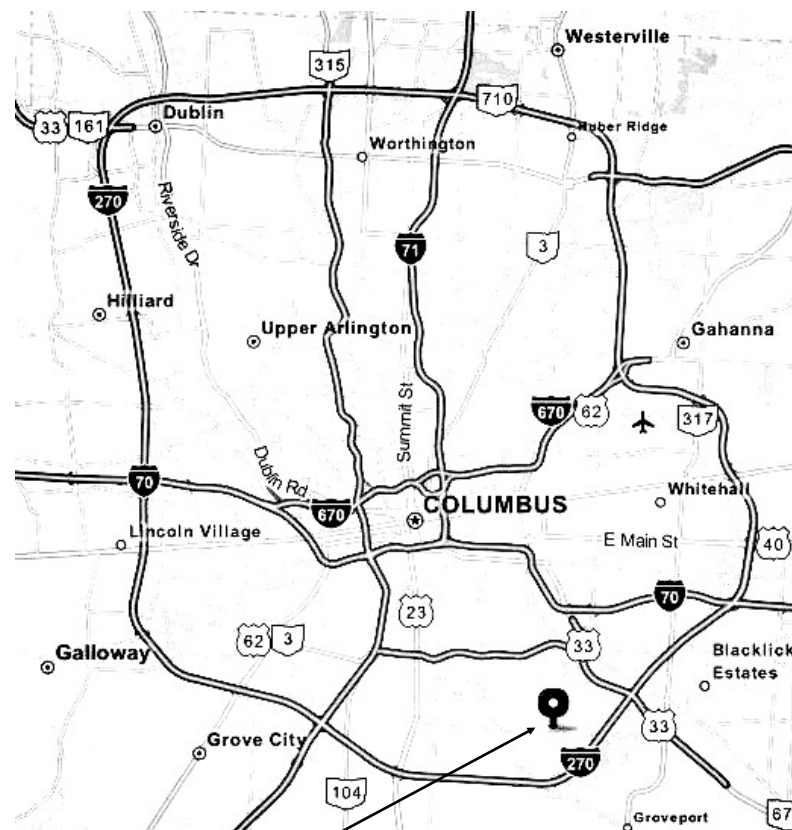 Westerville
315
710
33
161
Dublin
Huber Ridge
Worthington
270
Riverside Dr
71
3
Hilliard
Upper Arlington
Gahanna
Summit St
670
62
317
Dublin Rd
70
670
COLUMBUS
Whitehall
Lincoln Village
E Main St
40
70
23
62
3
33
Galloway
Blacklick
Estates
33
Grove City
270
104
67
Groveport